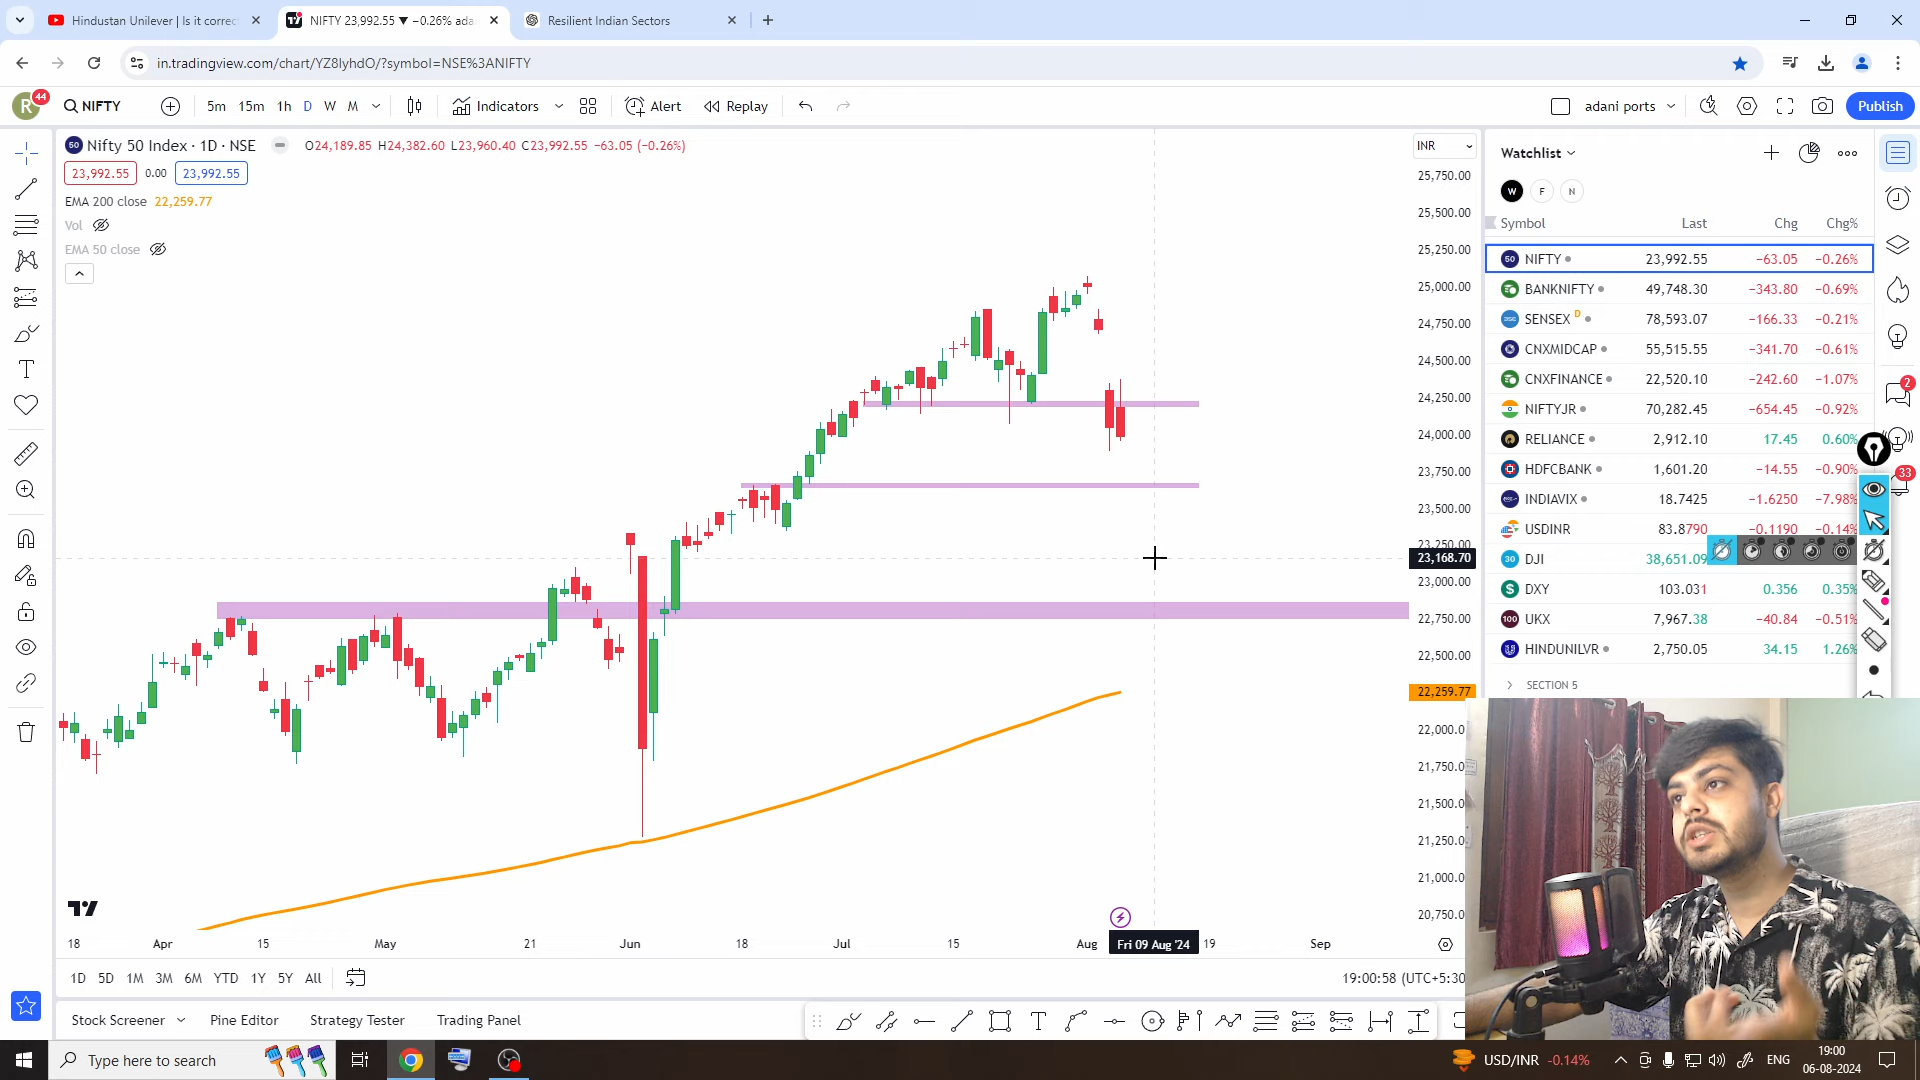 Hindustan Unilever | Is it correc
NIFTY 23,992.55 ▼ −0.26% ada
Resilient Indian Sectors
in.tradingview.com/chart/YZ8lyhdO/?symbol=NSE%3ANIFTY
R
44
NIFTY
5m 15m 1h D W M
Indicators
Alert
Replay
adani ports
Publish
50 Nifty 50 Index · 1D · NSE
O24,189.85 H24,382.60 L23,960.40 C23,992.55 −63.05 (−0.26%)
23,992.55 0.00 23,992.55
EMA 200 close 22,259.77
Vol
EMA 50 close
INR
25,750.00
25,500.00
25,250.00
25,000.00
24,750.00
24,500.00
24,250.00
24,000.00
23,750.00
23,500.00
23,250.00
23,168.70
23,000.00
22,750.00
22,500.00
22,259.77
22,000.00
21,750.00
21,500.00
21,250.00
21,000.00
20,750.00
18 Apr 15 May 21 Jun 18 Jul 15 Aug Fri 09 Aug '24 19 Sep
1D 5D 1M 3M 6M YTD 1Y 5Y All
19:00:58 (UTC+5:30
Stock Screener Pine Editor Strategy Tester Trading Panel
Watchlist
W F N
Symbol Last Chg Chg%
50 NIFTY 23,992.55 −63.05 −0.26%
BANKNIFTY 49,748.30 −343.80 −0.69%
SENSEX D 78,593.07 −166.33 −0.21%
CNXMIDCAP 55,515.55 −341.70 −0.61%
CNXFINANCE 22,520.10 −242.60 −1.07%
NIFTYJR 70,282.45 −654.45 −0.92%
RELIANCE 2,912.10 17.45 0.60%
HDFCBANK 1,601.20 −14.55 −0.90%
INDIAVIX 18.7425 −1.6250 −7.98%
USDINR 83.8790 −0.1190 −0.14%
30 DJI 38,651.09
$ DXY 103.031 0.356 0.35%
100 UKX 7,967.38 −40.84 −0.51%
HINDUNILVR 2,750.05 34.15 1.26%
SECTION 5
2
33
Type here to search
USD/INR -0.14%
ENG
19:00
06-08-2024